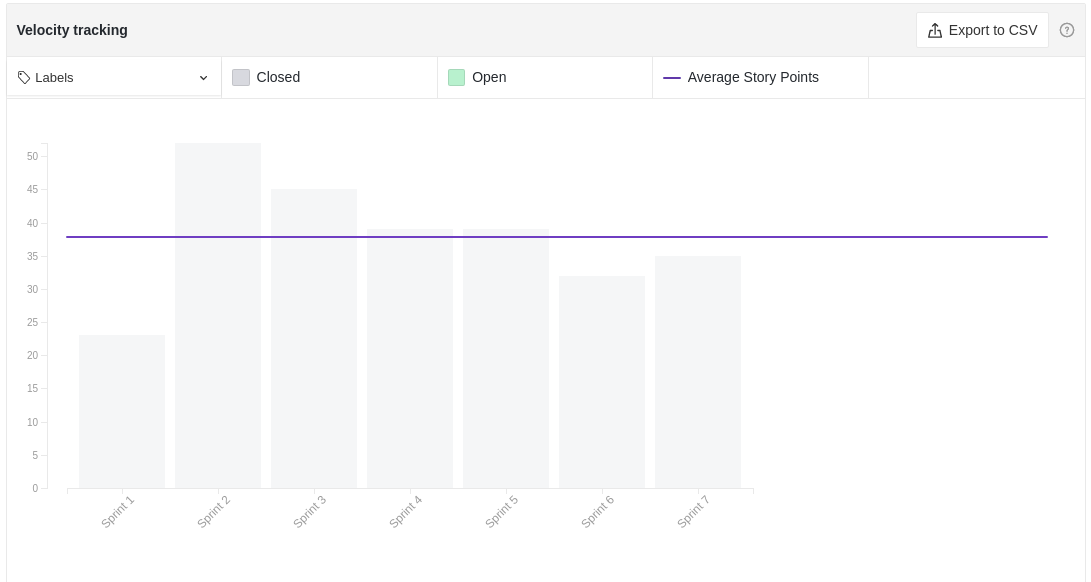 Velocity tracking
Export to CSV
?
Labels
Closed
Open
Average Story Points
50
45
40
35
30
25
20
15
10
5
0
Sprint 1
Sprint 2
Sprint 3
Sprint 4
Sprint 5
Sprint 6
Sprint 7